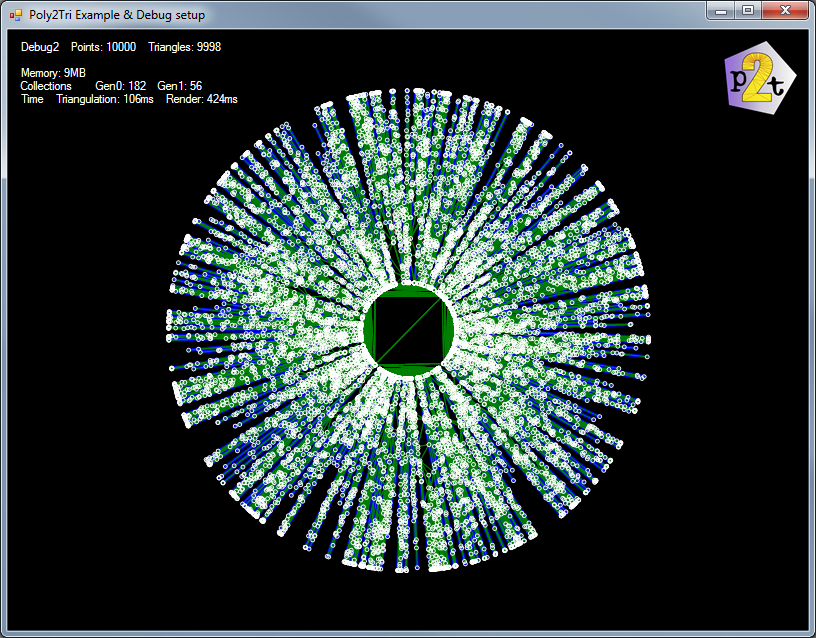 Poly2Tri Example & Debug setup
Debug2 Points: 10000 Triangles: 9998
Memory: 9MB
Collections Gen0: 182 Gen1: 56
Time Triangulation: 106ms Render: 424ms
p2t